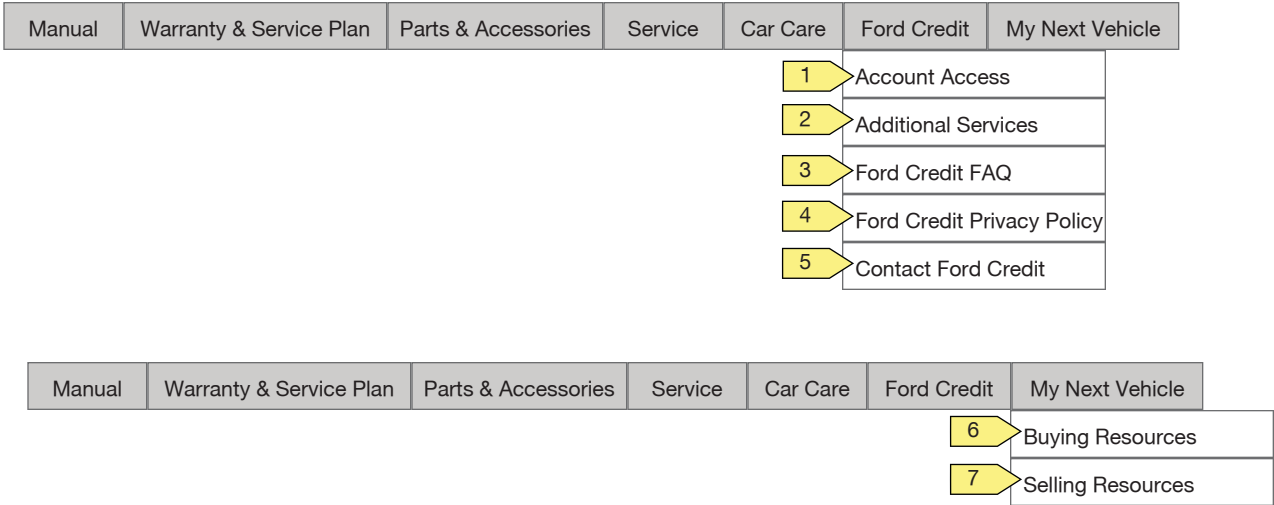 Manual Warranty & Service Plan Parts & Accessories Service Car Care Ford Credit My Next Vehicle
1 Account Access
2 Additional Services
3 Ford Credit FAQ
4 Ford Credit Privacy Policy
5 Contact Ford Credit
Manual Warranty & Service Plan Parts & Accessories Service Car Care Ford Credit My Next Vehicle
6 Buying Resources
7 Selling Resources